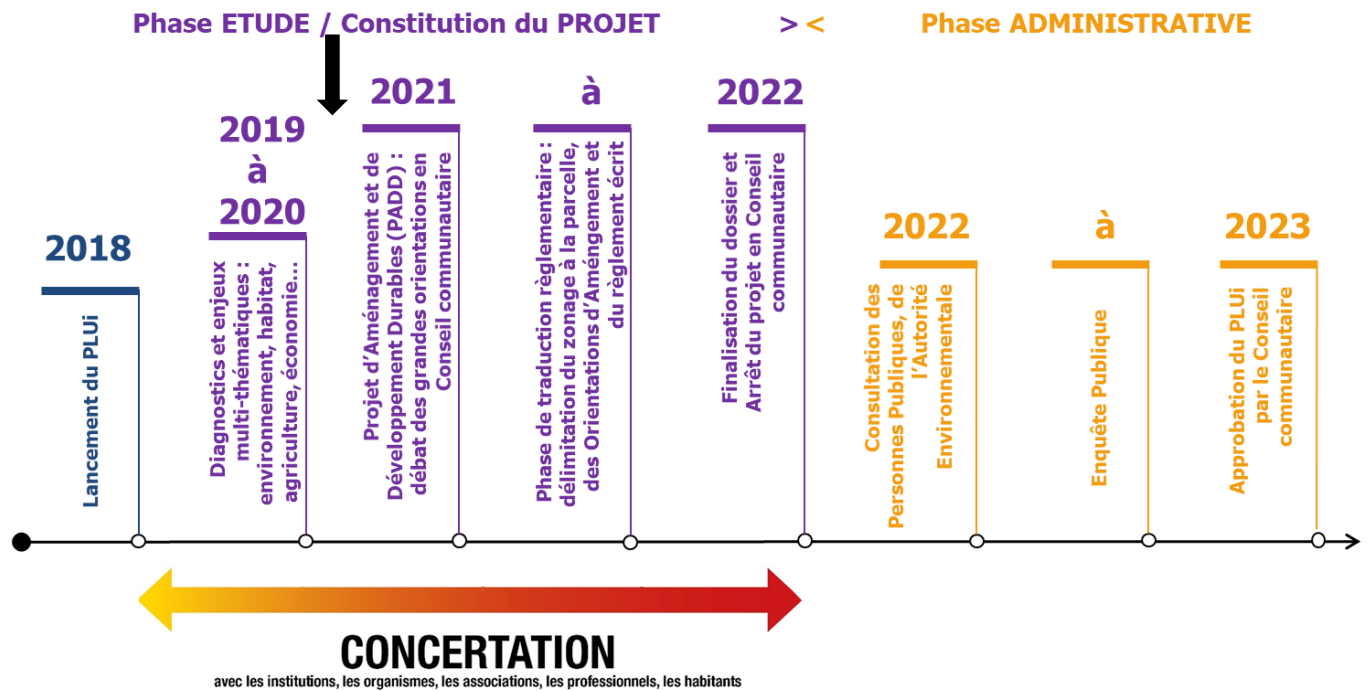 Phase ETUDE / Constitution du PROJET > < Phase ADMINISTRATIVE
2018
Lancement du PLUi
2019
à
2020
Diagnostics et enjeux
multi-thématiques :
environnement, habitat,
agriculture, économie...
2021
Projet d'Aménagement et de
Développement Durables (PADD) :
débat des grandes orientations en
Conseil communautaire
à
Phase de traduction règlementaire :
délimitation du zonage à la parcelle,
des Orientations d'Améngement et
du règlement écrit
2022
Finalisation du dossier et
Arrêt du projet en Conseil
communautaire
2022
Consultation des
Personnes Publiques, de
l'Autorité
Environnementale
à
Enquête Publique
2023
Approbation du PLUi
par le Conseil
communautaire
CONCERTATION
avec les institutions, les organismes, les associations, les professionnels, les habitants